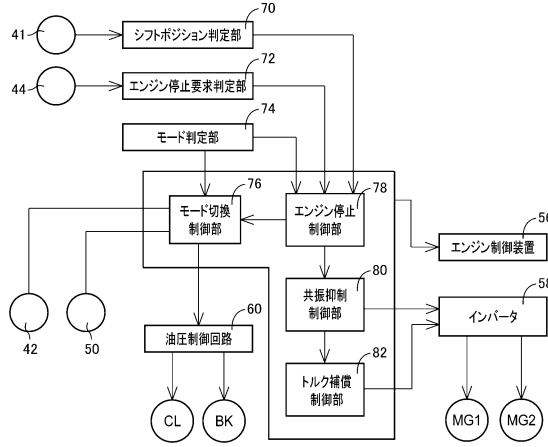 70
41
シフトポジション判定部
72
44
エンジン停止要求判定部
74
モード判定部
76
モード切換
制御部
78
エンジン停止
制御部
56
エンジン制御装置
80
共振抑制
制御部
58
インバータ
42
50
60
油圧制御回路
82
トルク補償
制御部
CL
BK
MG1
MG2